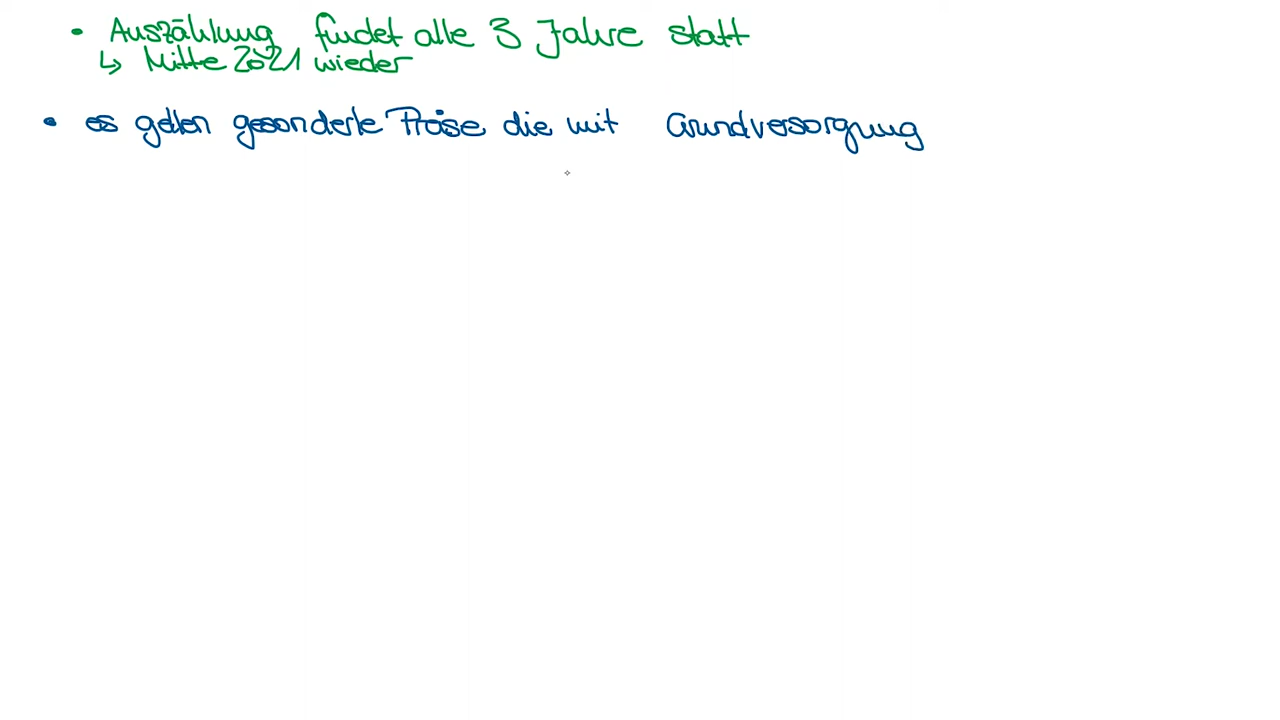 • Auszählung findet alle 3 Jahre statt
↳ Mitte 2021 wieder
• es gelten gesonderte Preise die mit Grundversorgung